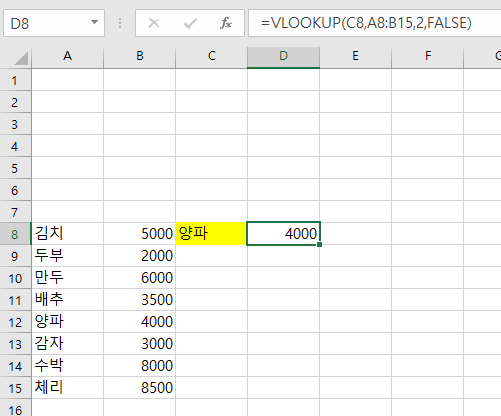 D8 fx =VLOOKUP(C8,A8:B15,2,FALSE)
A B C D E F G
1
2
3
4
5
6
7
8 김치 5000 양파 4000
9 두부 2000
10 만두 6000
11 배추 3500
12 양파 4000
13 감자 3000
14 수박 8000
15 체리 8500
16